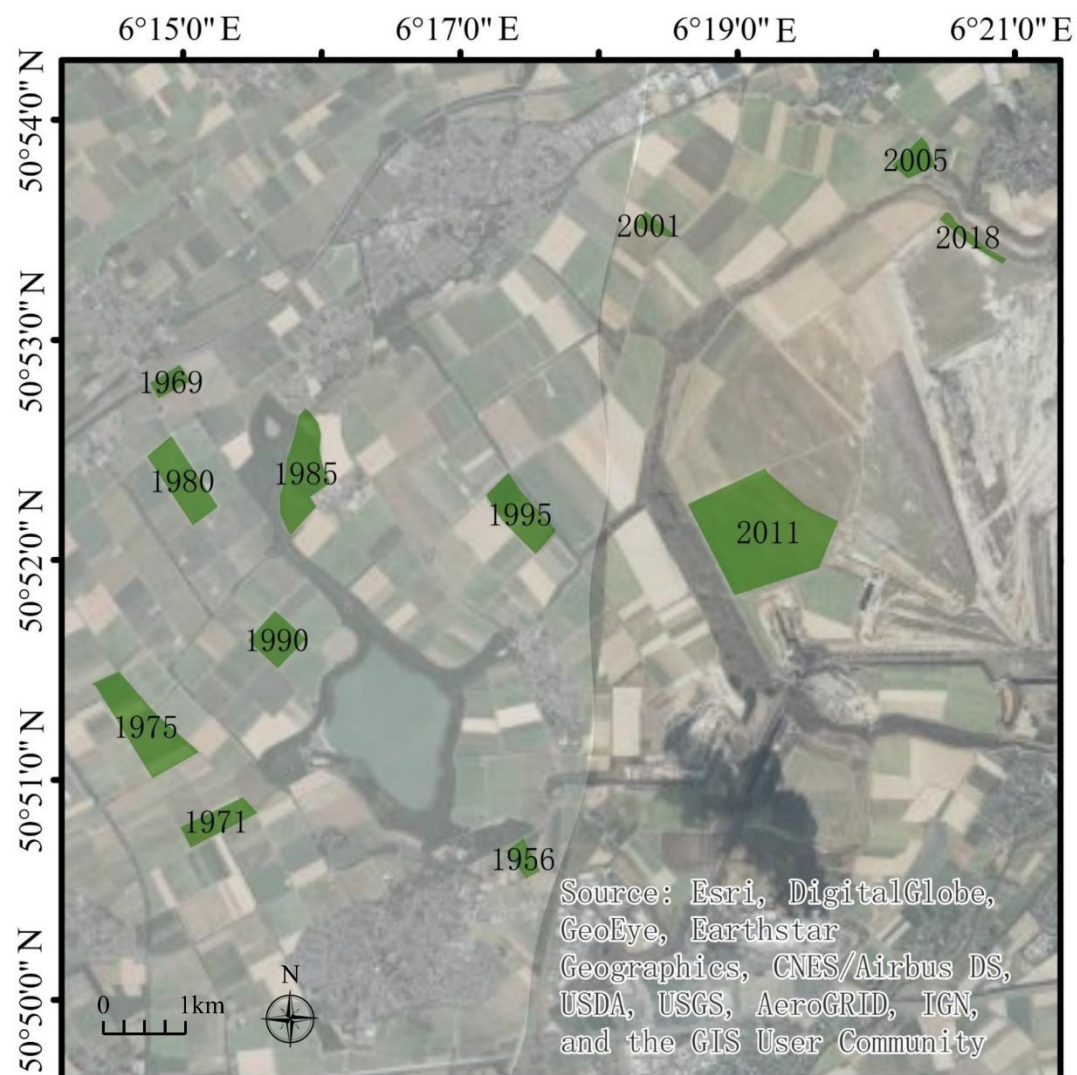 6°15'0" E 6°17'0" E 6°19'0" E 6°21'0" E
50°54'0" N
2005
2001
2018
50°53'0" N
1969
1985
1980
1995
2011
50°52'0" N
1990
1975
50°51'0" N
1971
1956
Source: Esri, DigitalGlobe,
GeoEye, Earthstar
Geographics, CNES/Airbus DS,
USDA, USGS, AeroGRID, IGN,
and the GIS User Community
50°50'0" N
N
0 1km